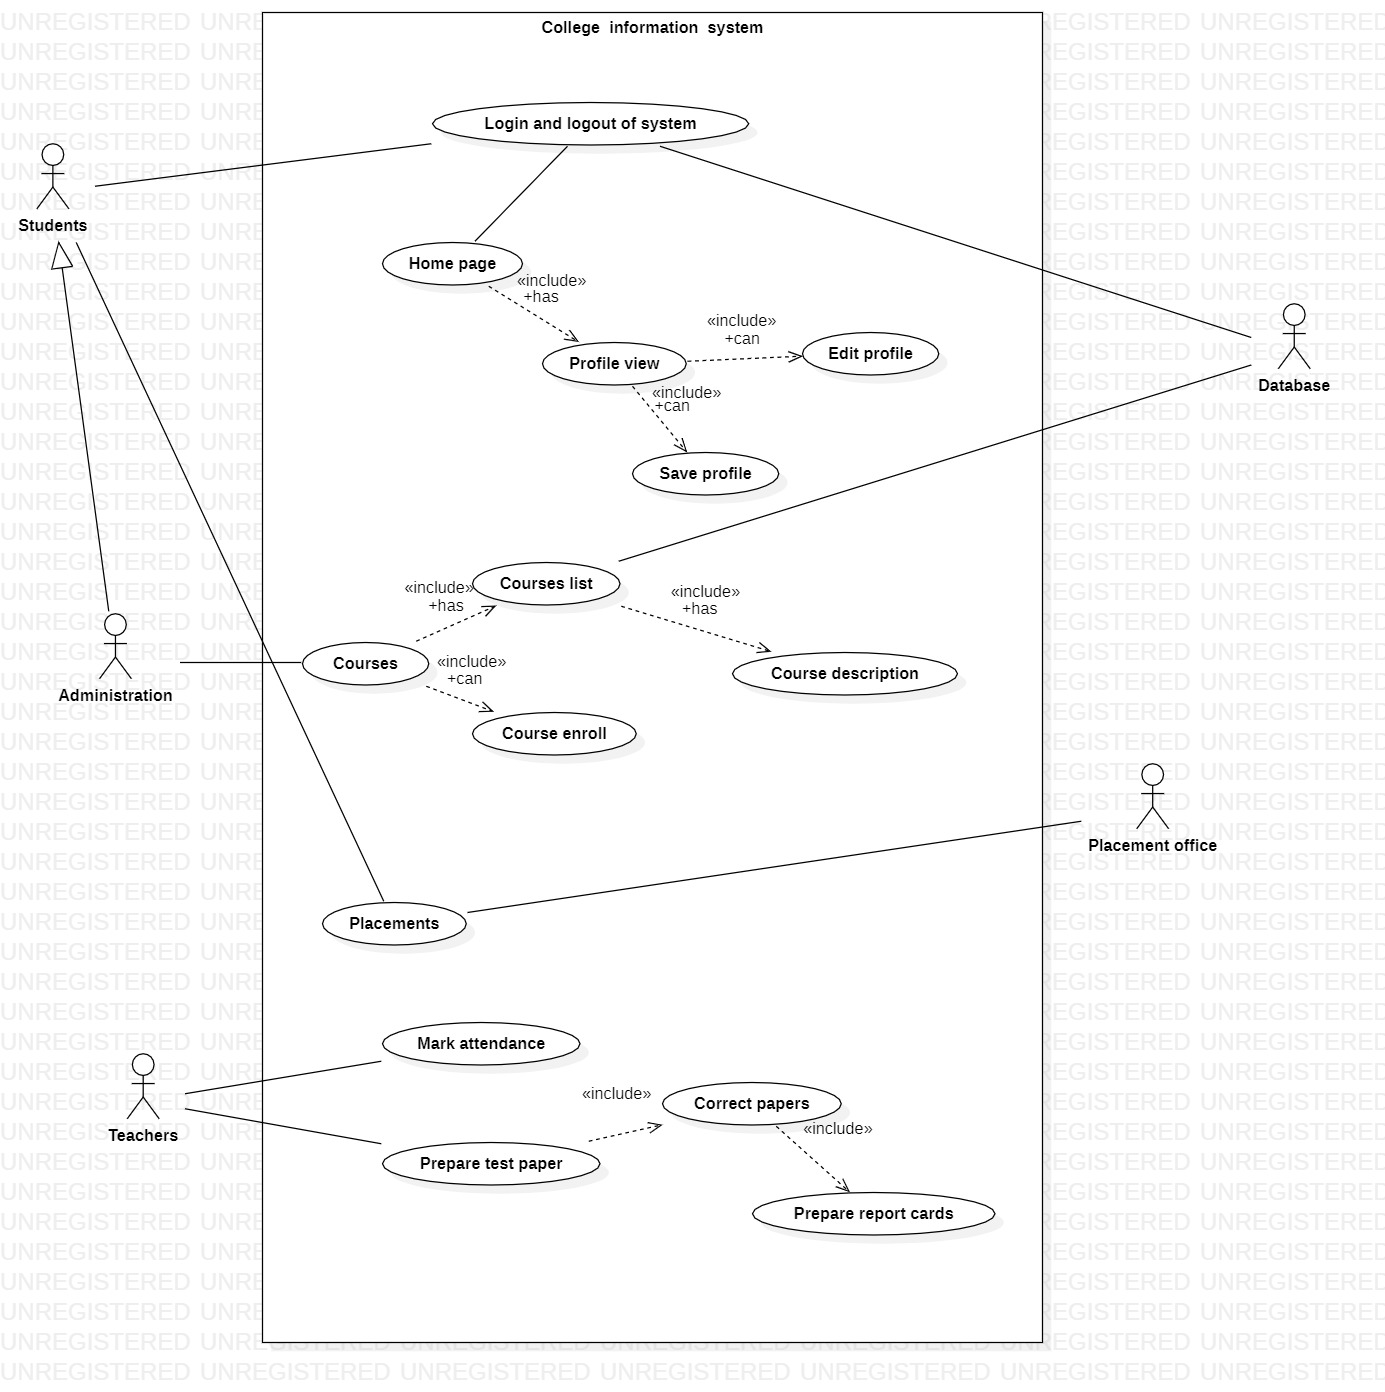 College information system
Login and logout of system
Students
Home page
«include»
+has
«include»
+can
Profile view
Edit profile
Database
«include»
+can
Save profile
Courses list
«include»
+has
«include»
+has
Courses
«include»
+can
Course description
Administration
Course enroll
Placement office
Placements
Mark attendance
«include»
Correct papers
«include»
Teachers
Prepare test paper
Prepare report cards
UNREGISTERED UNREGISTERED UNREGISTERED UNREGISTERED UNREGISTERED UNREGISTERED UNREGISTERED